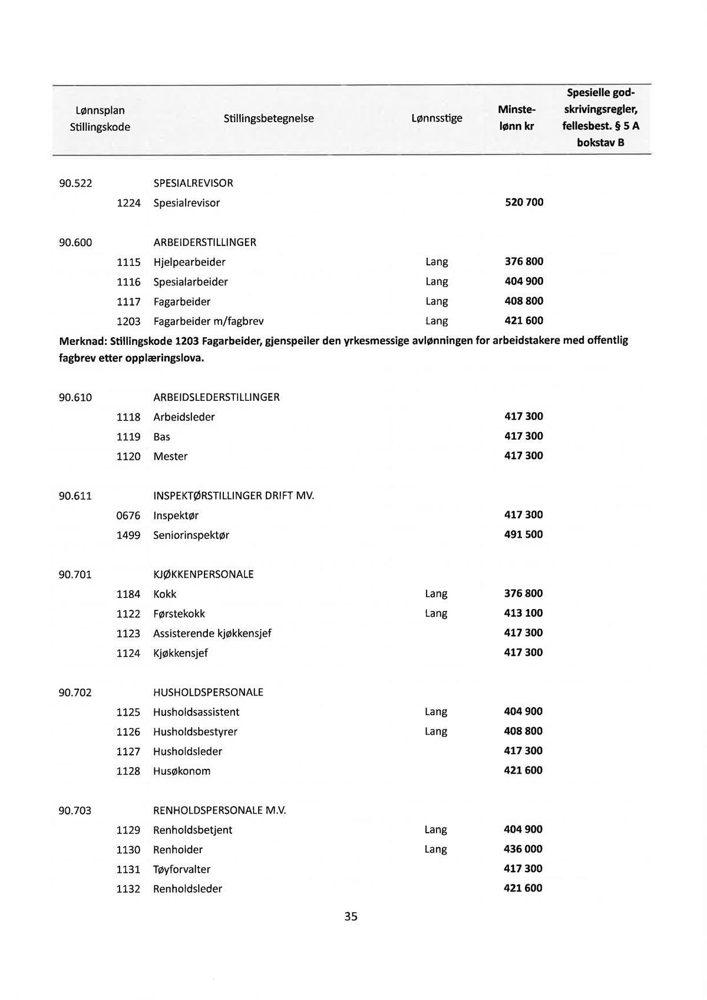 Lønnsplan
Stillingskode
Stillingsbetegnelse
Lønnsstige
Minste-
lønn kr
Spesielle god-
skrivingsregler,
fellesbest. § 5 A
bokstav B
90.522 SPESIALREVISOR
1224 Spesialrevisor 520 700
90.600 ARBEIDERSTILLINGER
1115 Hjelpearbeider Lang 376 800
1116 Spesialarbeider Lang 404 900
1117 Fagarbeider Lang 408 800
1203 Fagarbeider m/fagbrev Lang 421 600
Merknad: Stillingskode 1203 Fagarbeider, gjenspeiler den yrkesmessige avlønningen for arbeidstakere med offentlig
fagbrev etter opplæringslova.
90.610 ARBEIDSLEDERSTILLINGER
1118 Arbeidsleder 417 300
1119 Bas 417 300
1120 Mester 417 300
90.611 INSPEKTØRSTILLINGER DRIFT MV.
0676 Inspektør 417 300
1499 Seniorinspektør 491 500
90.701 KJØKKENPERSONALE
1184 Kokk Lang 376 800
1122 Førstekokk Lang 413 100
1123 Assisterende kjøkkensjef 417 300
1124 Kjøkkensjef 417 300
90.702 HUSHOLDSPERSONALE
1125 Husholdsassistent Lang 404 900
1126 Husholdsbestyrer Lang 408 800
1127 Husholdsleder 417 300
1128 Husøkonom 421 600
90.703 RENHOLDSPERSONALE M.V.
1129 Renholdsbetjent Lang 404 900
1130 Renholder Lang 436 000
1131 Tøyforvalter 417 300
1132 Renholdsleder 421 600
35